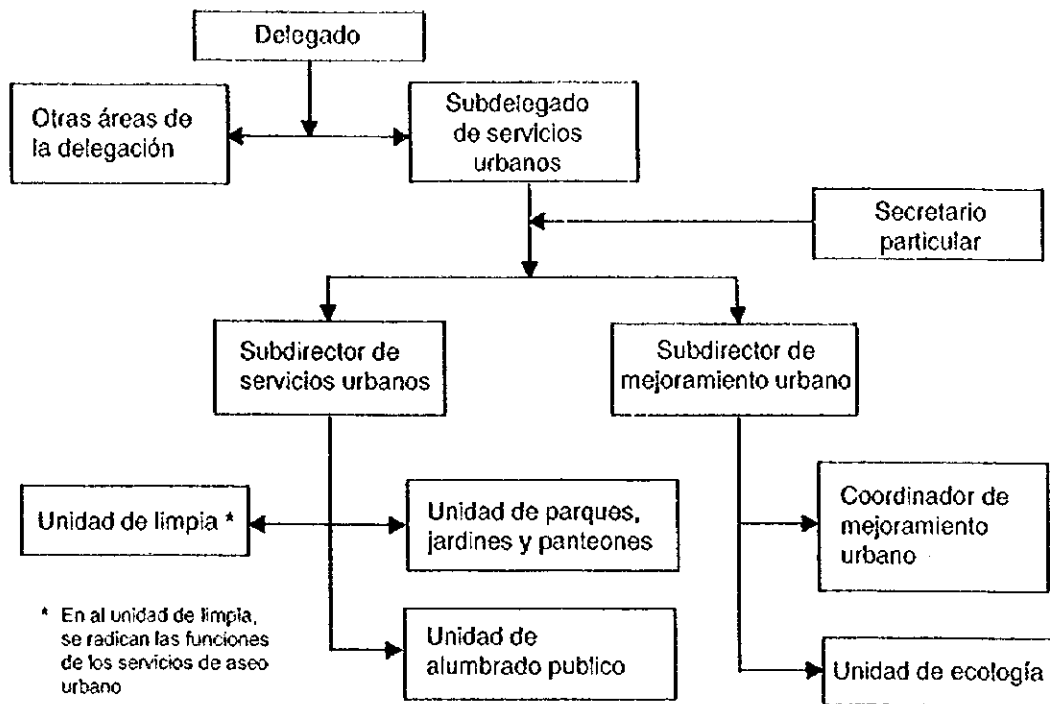 Delegado
Otras áreas de
la delegación
Subdelegado
de servicios
urbanos
Secretario
particular
Subdirector de
servicios urbanos
Subdirector de
mejoramiento urbano
Unidad de limpia *
Unidad de parques,
jardines y panteones
Coordinador de
mejoramiento
urbano
* En al unidad de limpia,
se radican las funciones
de los servicios de aseo
urbano
Unidad de
alumbrado publico
Unidad de ecología